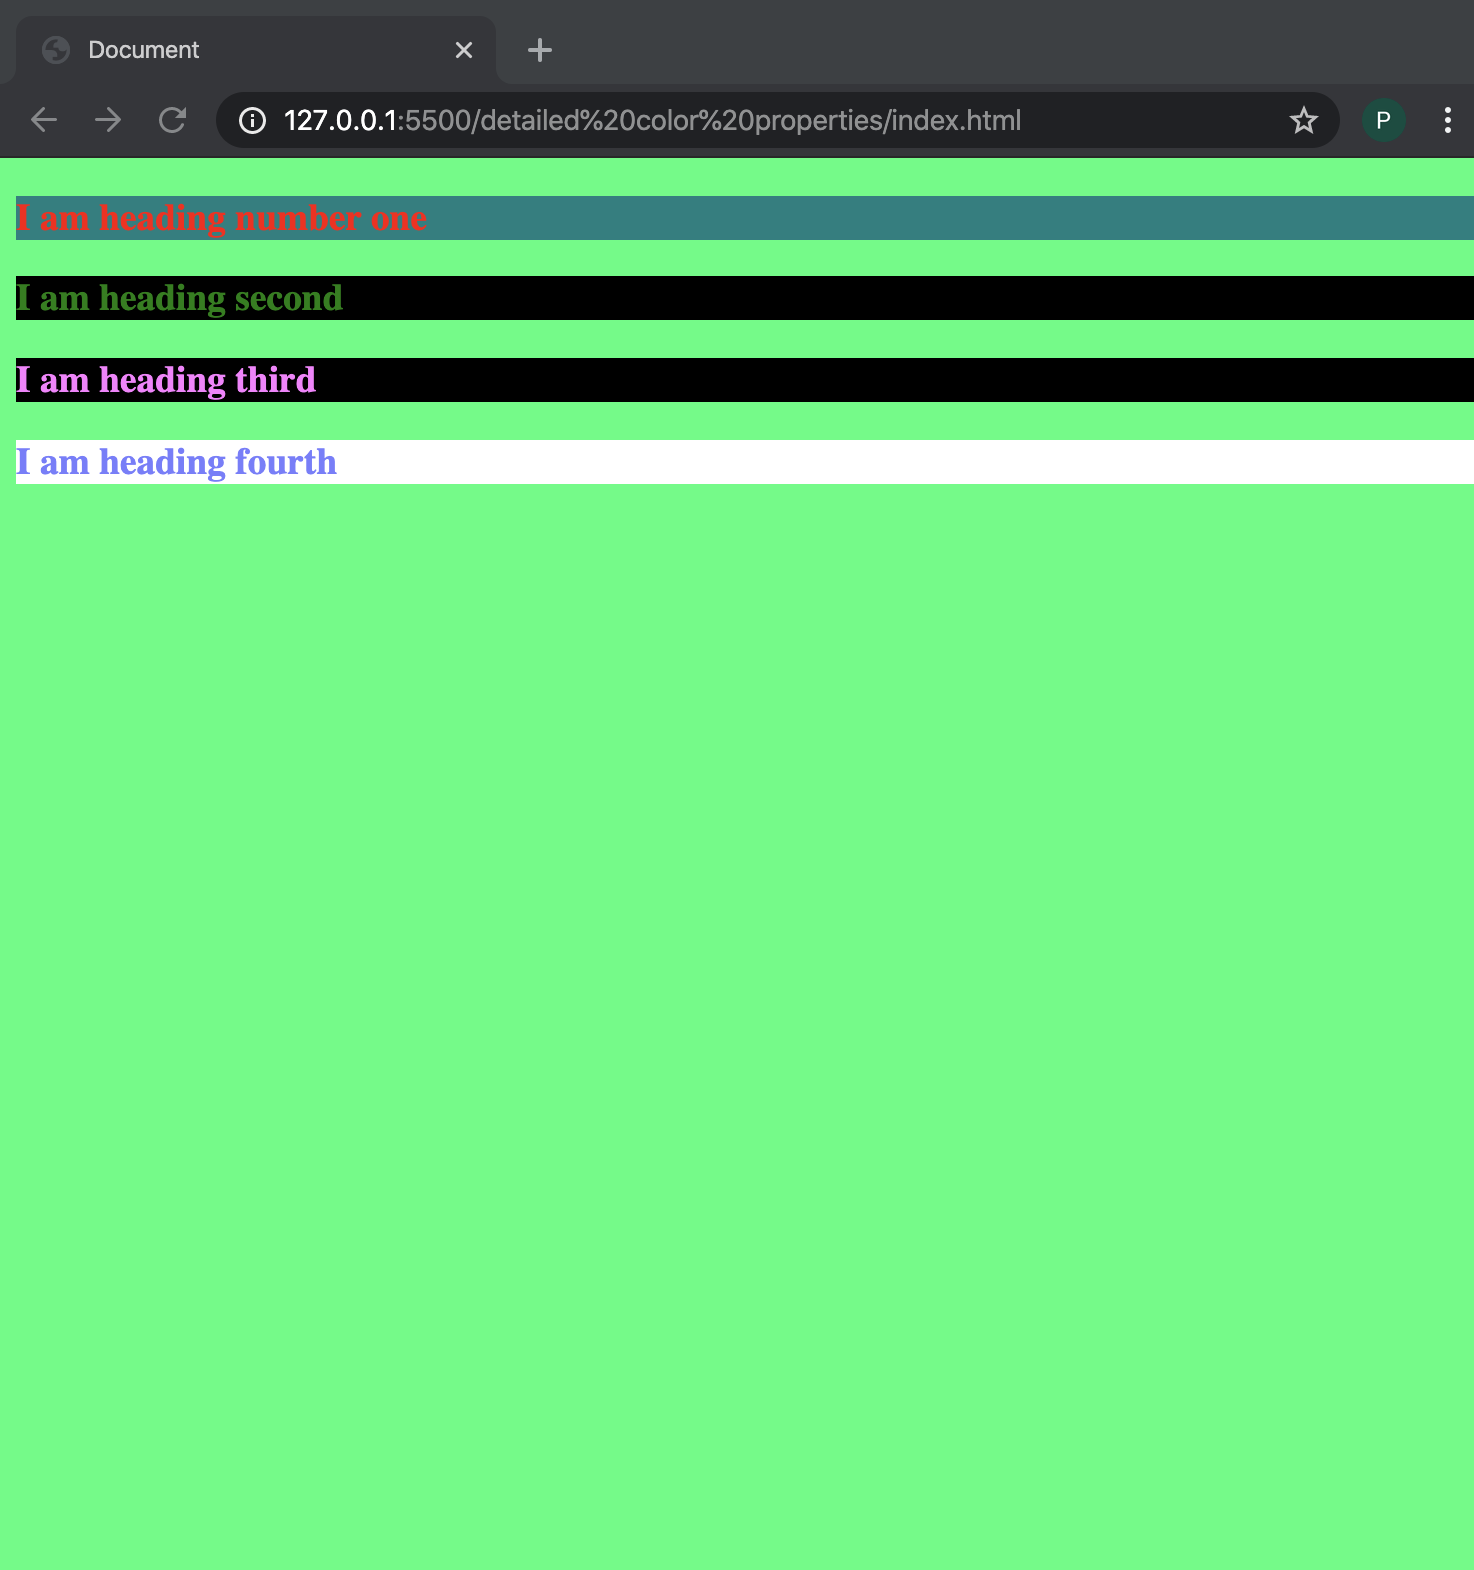 Document
127.0.0.1:5500/detailed%20color%20properties/index.html
P
I am heading number one
I am heading second
I am heading third
I am heading fourth